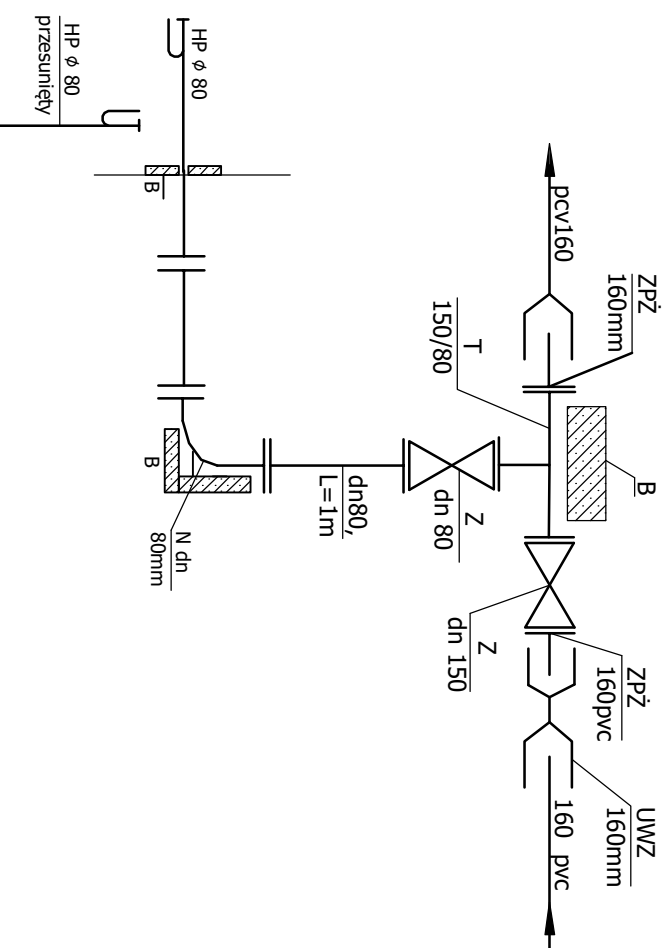 HP ⌀ 80
przesunięty
HP ⌀ 80
B
pcv160
ZPŻ
160mm
T
150/80
B
Z
dn 80
dn80,
L=1m
B
N dn
80mm
Z
dn 150
ZPŻ
160pvc
UWZ
160mm
160 pvc